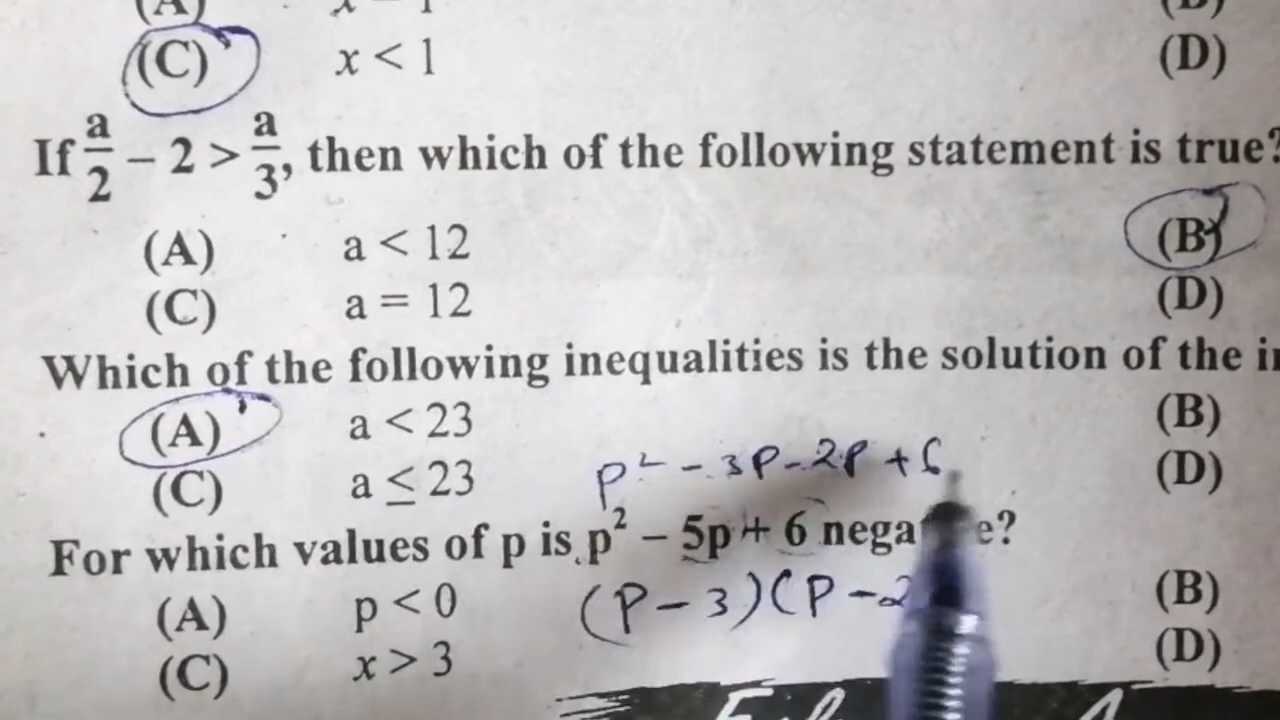 (A)
(C) x < 1 (D)
If a/2 – 2 > a/3, then which of the following statement is true?
(A) a < 12 (B)
(C) a = 12 (D)
Which of the following inequalities is the solution of the
(A) a < 23 (B)
(C) a ≤ 23 (D)
p² - 3p - 2p + 6
For which values of p is p² – 5p + 6 nega e?
(P - 3)(P - 2
(A) p < 0 (B)
(C) x > 3 (D)